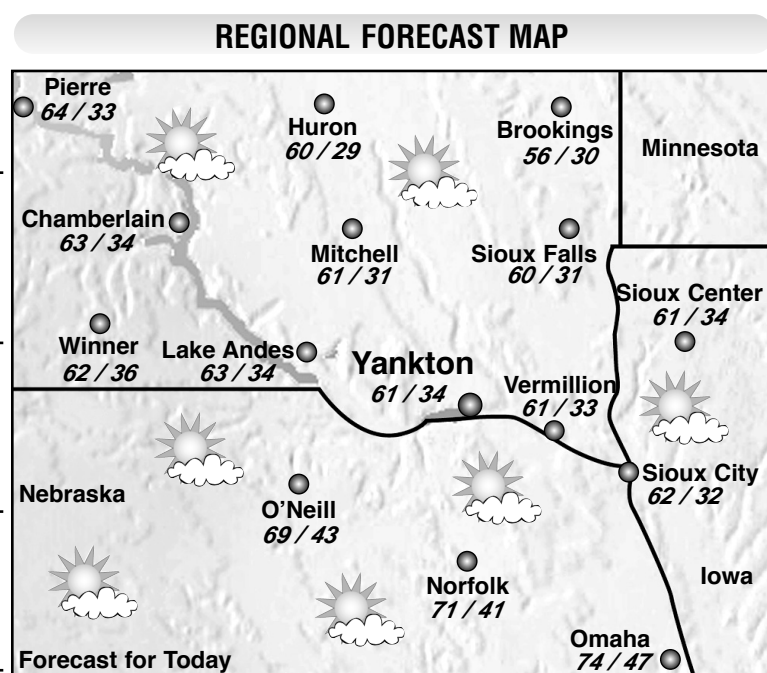 REGIONAL FORECAST MAP
Pierre
64 / 33
Huron
60 / 29
Brookings
56 / 30
Minnesota
Chamberlain
63 / 34
Mitchell
61 / 31
Sioux Falls
60 / 31
Sioux Center
61 / 34
Winner
62 / 36
Lake Andes
63 / 34
Yankton
61 / 34
Vermillion
61 / 33
Sioux City
62 / 32
Nebraska
O’Neill
69 / 43
Norfolk
71 / 41
Iowa
Omaha
74 / 47
Forecast for Today